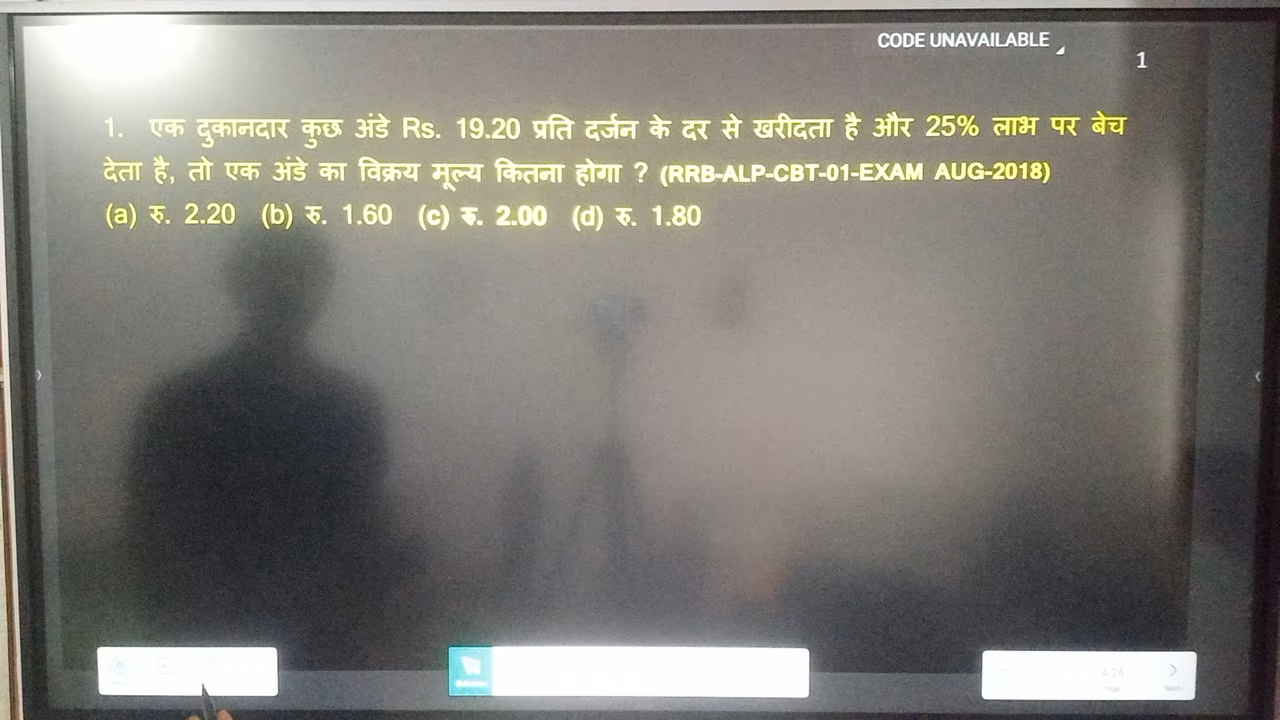 CODE UNAVAILABLE
1
1. एक दुकानदार कुछ अंडे Rs. 19.20 प्रति दर्जन के दर से खरीदता है और 25% लाभ पर बेच
देता है, तो एक अंडे का विक्रय मूल्य कितना होगा ? (RRB-ALP-CBT-01-EXAM AUG-2018)
(a) रु. 2.20 (b) रु. 1.60 (c) रु. 2.00 (d) रु. 1.80